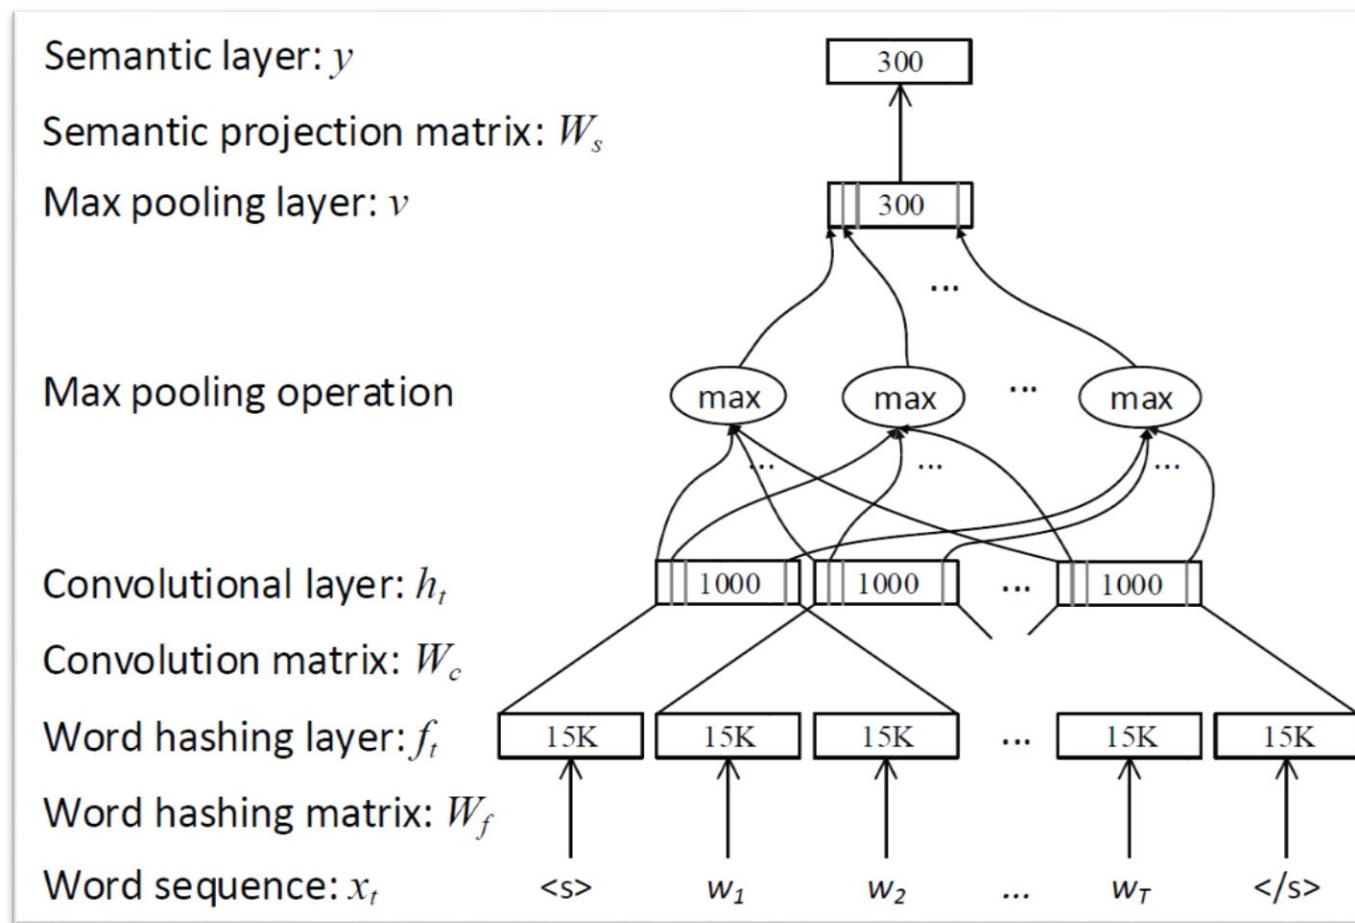 Semantic layer: y
300
Semantic projection matrix: Ws
Max pooling layer: v
300
...
Max pooling operation
max max ... max
... ... ...
Convolutional layer: ht
1000 1000 ... 1000
Convolution matrix: Wc
Word hashing layer: ft
15K 15K 15K ... 15K 15K
Word hashing matrix: Wf
Word sequence: xt
<s> w1 w2 ... wT </s>